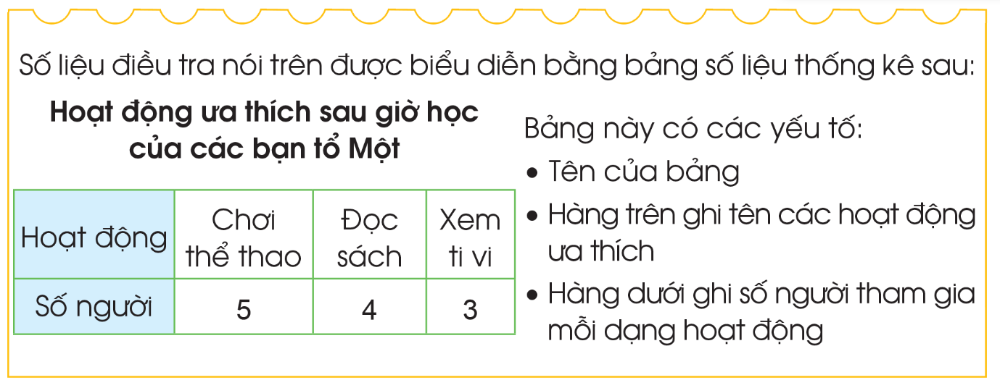 Số liệu điều tra nói trên được biểu diễn bằng bảng số liệu thống kê sau:
Hoạt động ưa thích sau giờ học
của các bạn tổ Một
Hoạt động
Chơi
thể thao
Đọc
sách
Xem
ti vi
Số người
5
4
3
Bảng này có các yếu tố:
• Tên của bảng
• Hàng trên ghi tên các hoạt động
ưa thích
• Hàng dưới ghi số người tham gia
mỗi dạng hoạt động